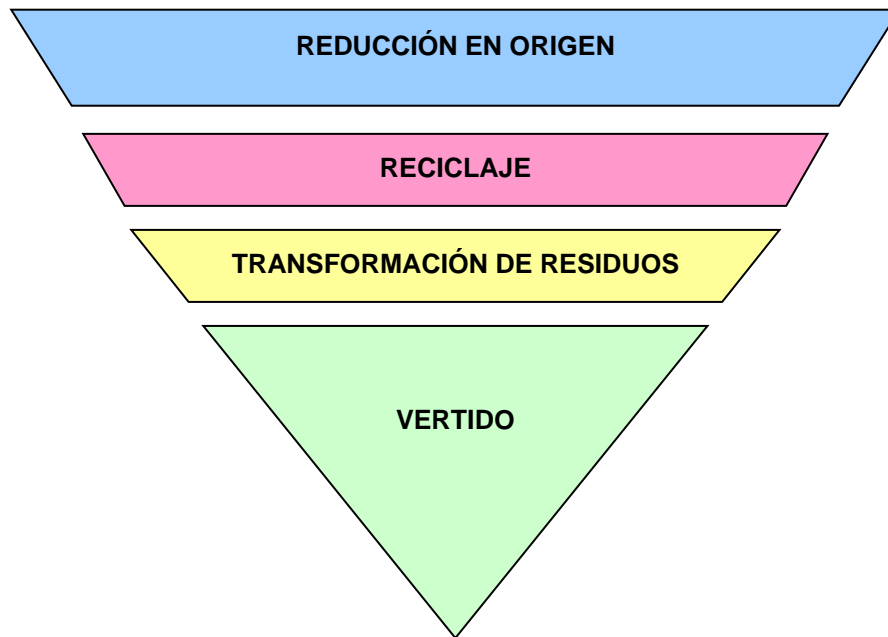 REDUCCIÓN EN ORIGEN
RECICLAJE
TRANSFORMACIÓN DE RESIDUOS
VERTIDO